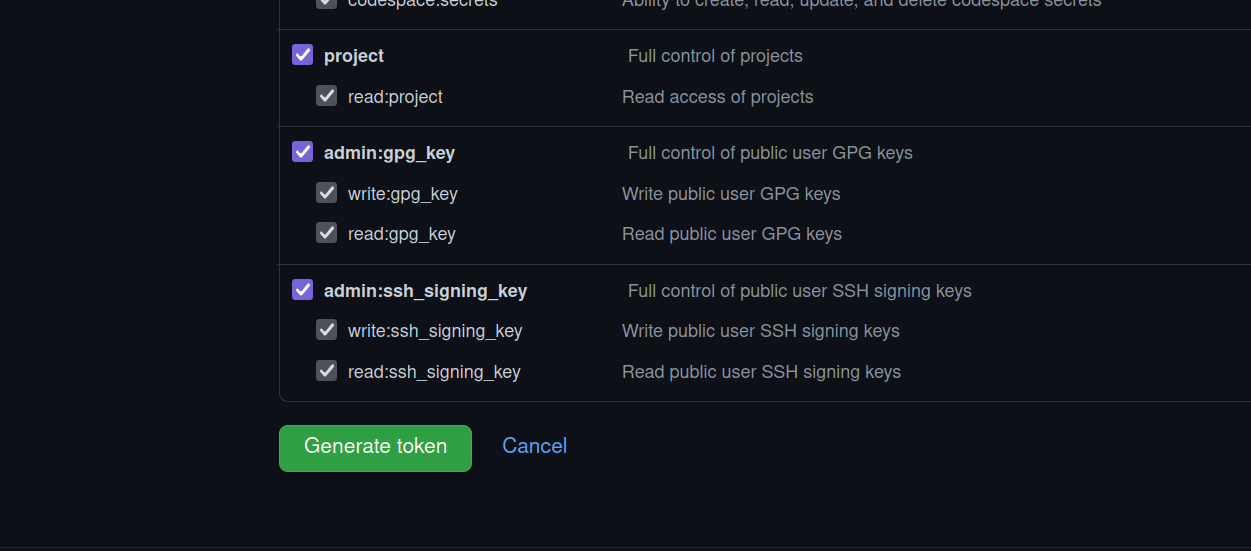 codespace:secrets Ability to create, read, update, and delete codespace secrets
project Full control of projects
read:project Read access of projects
admin:gpg_key Full control of public user GPG keys
write:gpg_key Write public user GPG keys
read:gpg_key Read public user GPG keys
admin:ssh_signing_key Full control of public user SSH signing keys
write:ssh_signing_key Write public user SSH signing keys
read:ssh_signing_key Read public user SSH signing keys
Generate token Cancel